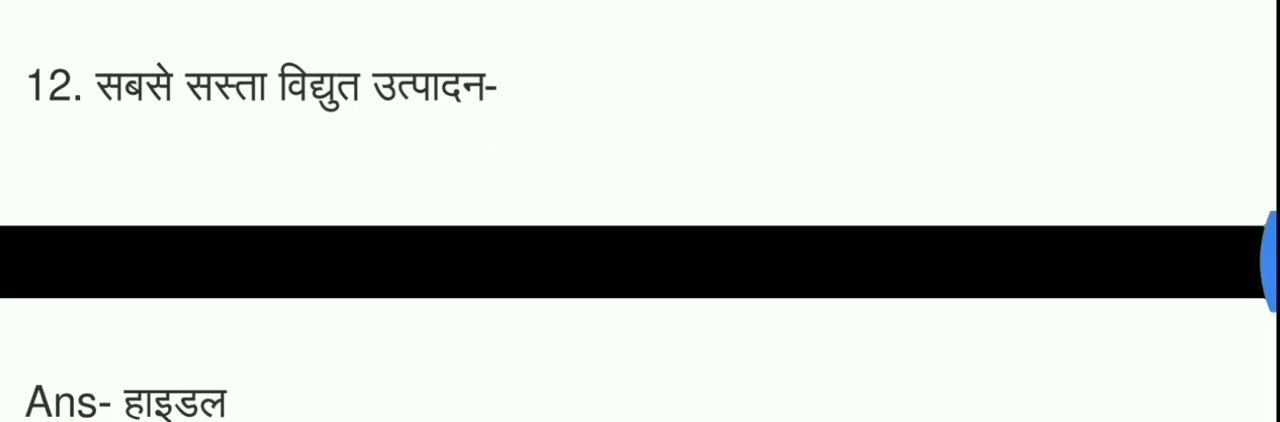 12. सबसे सस्ता विद्युत उत्पादन-
Ans- हाइडल